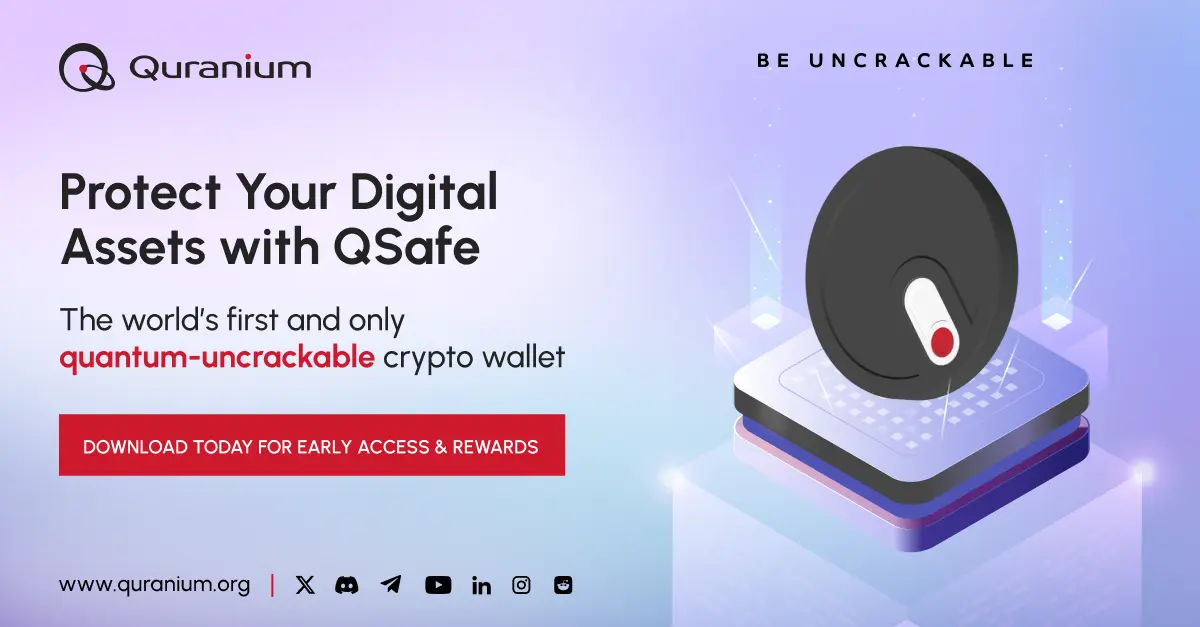 Quranium
BE UNCRACKABLE
Protect Your Digital
Assets with QSafe
The world's first and only
quantum-uncrackable crypto wallet
DOWNLOAD TODAY FOR EARLY ACCESS & REWARDS
www.quranium.org